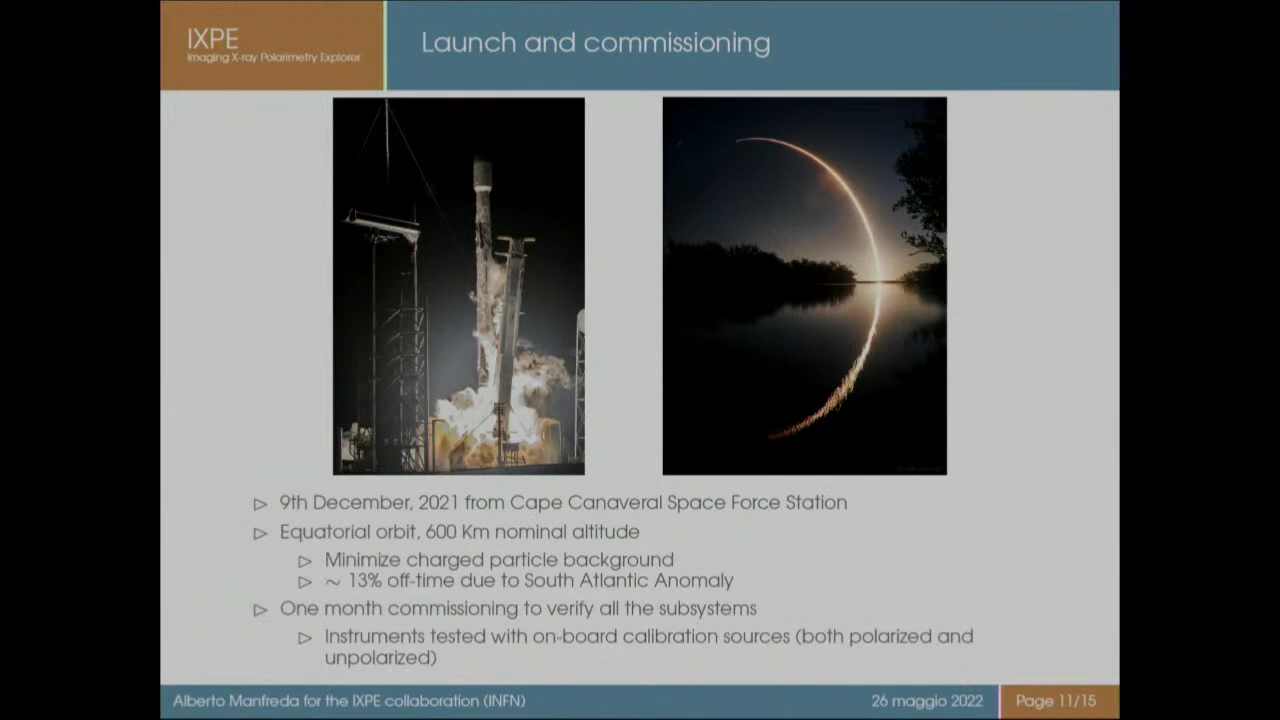 IXPE
Imaging X-ray Polarimetry Explorer
Launch and commissioning
9th December, 2021 from Cape Canaveral Space Force Station
Equatorial orbit, 600 Km nominal altitude
Minimize charged particle background
~ 13% off-time due to South Atlantic Anomaly
One month commissioning to verify all the subsystems
Instruments tested with on-board calibration sources (both polarized and
unpolarized)
Alberto Manfreda for the IXPE collaboration (INFN)
26 maggio 2022
Page 11/15